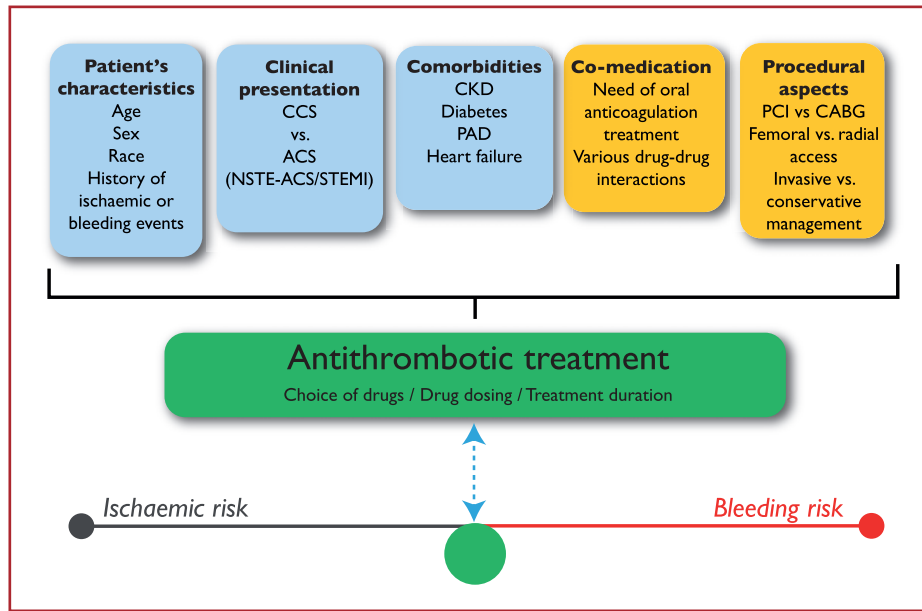 Patient's
characteristics
Age
Sex
Race
History of
ischaemic or
bleeding events
Clinical
presentation
CCS
vs.
ACS
(NSTE-ACS/STEMI)
Comorbidities
CKD
Diabetes
PAD
Heart failure
Co-medication
Need of oral
anticoagulation
treatment
Various drug-drug
interactions
Procedural
aspects
PCI vs CABG
Femoral vs. radial
access
Invasive vs.
conservative
management
Antithrombotic treatment
Choice of drugs / Drug dosing / Treatment duration
Ischaemic risk
Bleeding risk